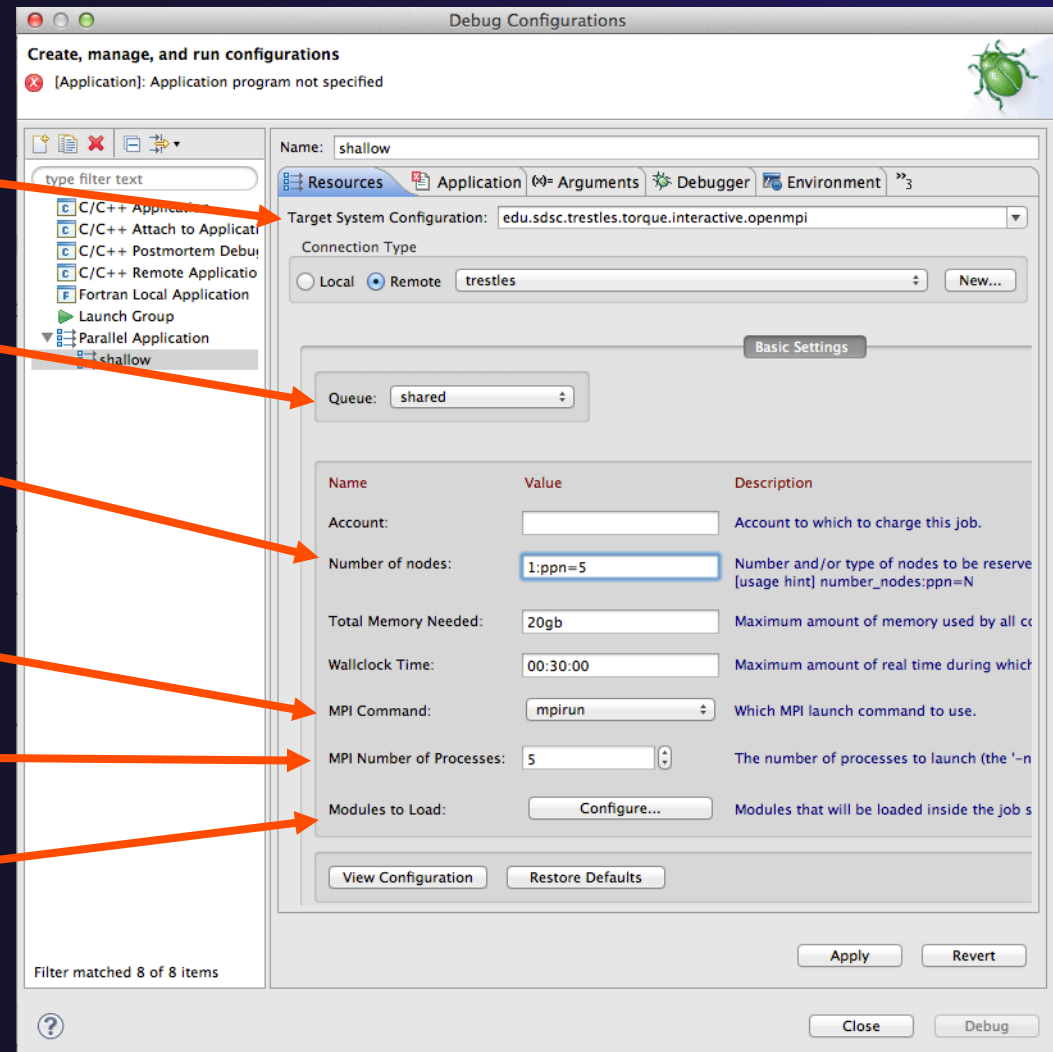 Debug Configurations
Create, manage, and run configurations
[Application]: Application program not specified
type filter text
C/C++ Application
C/C++ Attach to Applicati
C/C++ Postmortem Debu
C/C++ Remote Applicatio
Fortran Local Application
Launch Group
Parallel Application
shallow
Filter matched 8 of 8 items
Name: shallow
Resources Application (x)= Arguments Debugger Environment »3
Target System Configuration: edu.sdsc.trestles.torque.interactive.openmpi
Connection Type
Local Remote trestles New...
Basic Settings
Queue: shared
Name Value Description
Account: Account to which to charge this job.
Number of nodes: 1:ppn=5 Number and/or type of nodes to be reserve
[usage hint] number_nodes:ppn=N
Total Memory Needed: 20gb Maximum amount of memory used by all co
Wallclock Time: 00:30:00 Maximum amount of real time during which
MPI Command: mpirun Which MPI launch command to use.
MPI Number of Processes: 5 The number of processes to launch (the '-n
Modules to Load: Configure... Modules that will be loaded inside the job s
View Configuration Restore Defaults
Apply Revert
? Close Debug